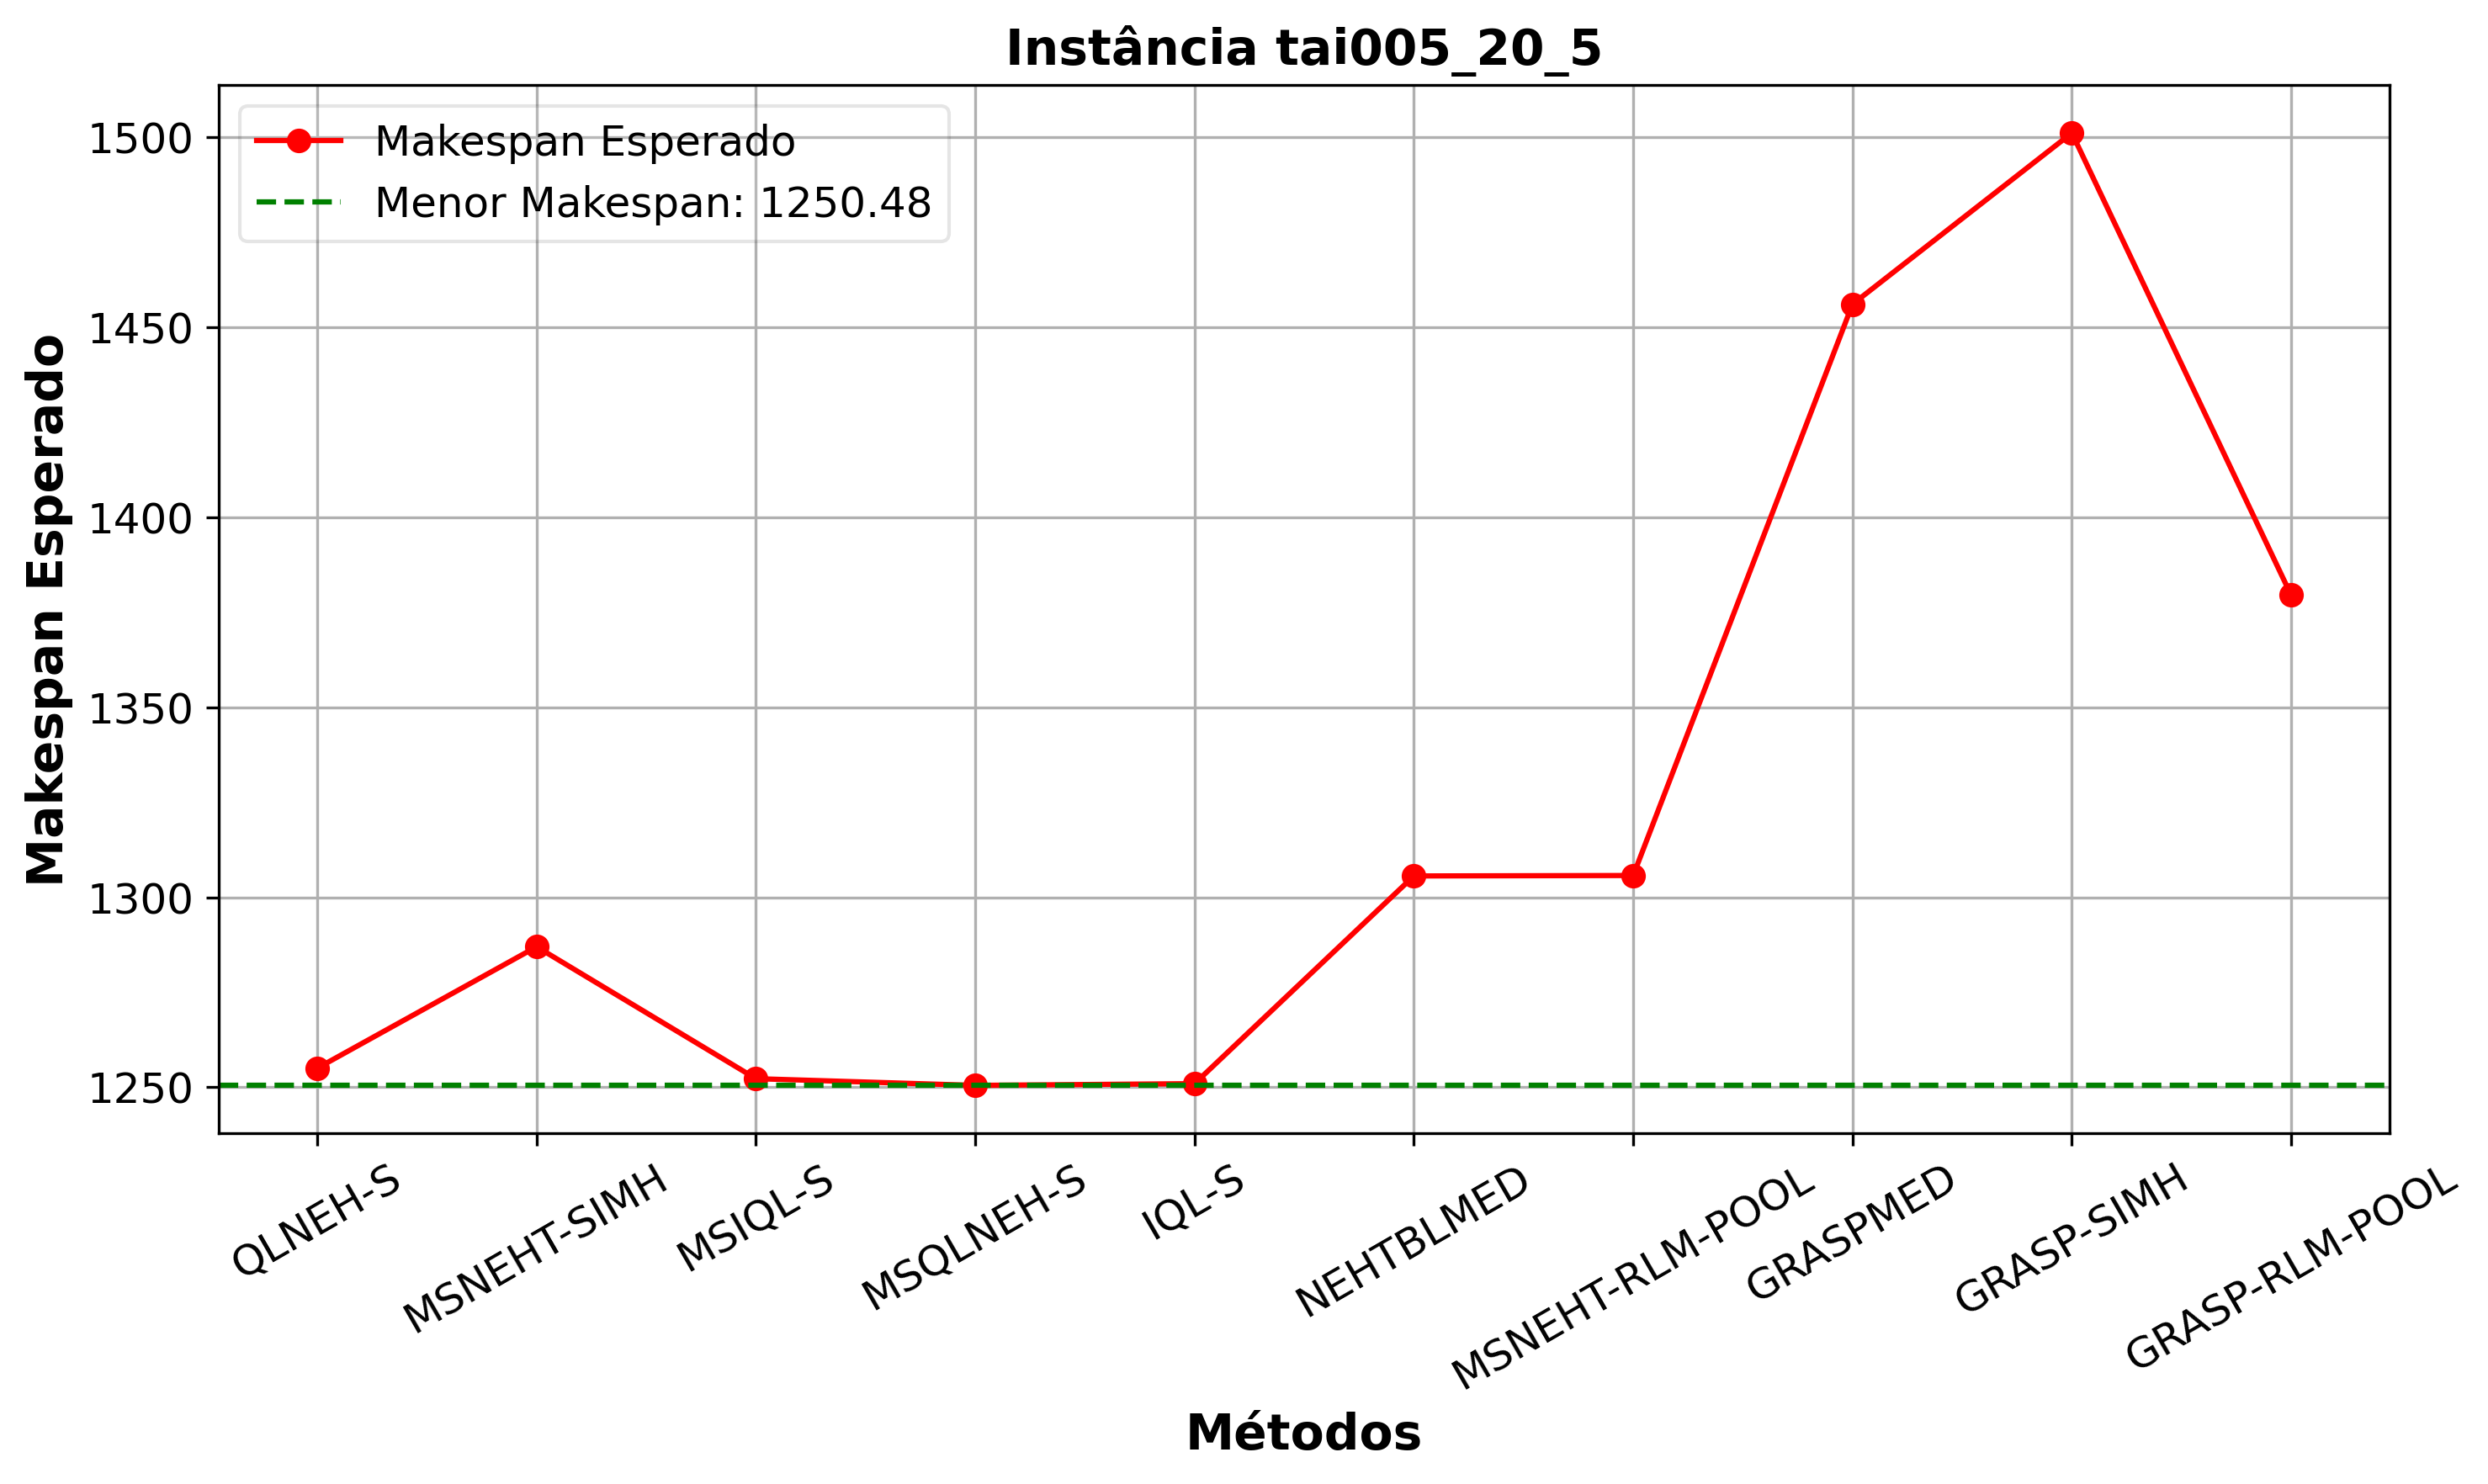 Instância tai005_20_5
Makespan Esperado
Menor Makespan: 1250.48
Makespan Esperado
1500
1450
1400
1350
1300
1250
QLNEH-S
MSNEHT-SIMH
MSIQL-S
MSQLNEH-S
IQL-S
NEHTBLMED
MSNEHT-RLM-POOL
GRASPMED
GRASP-SIMH
GRASP-RLM-POOL
Métodos